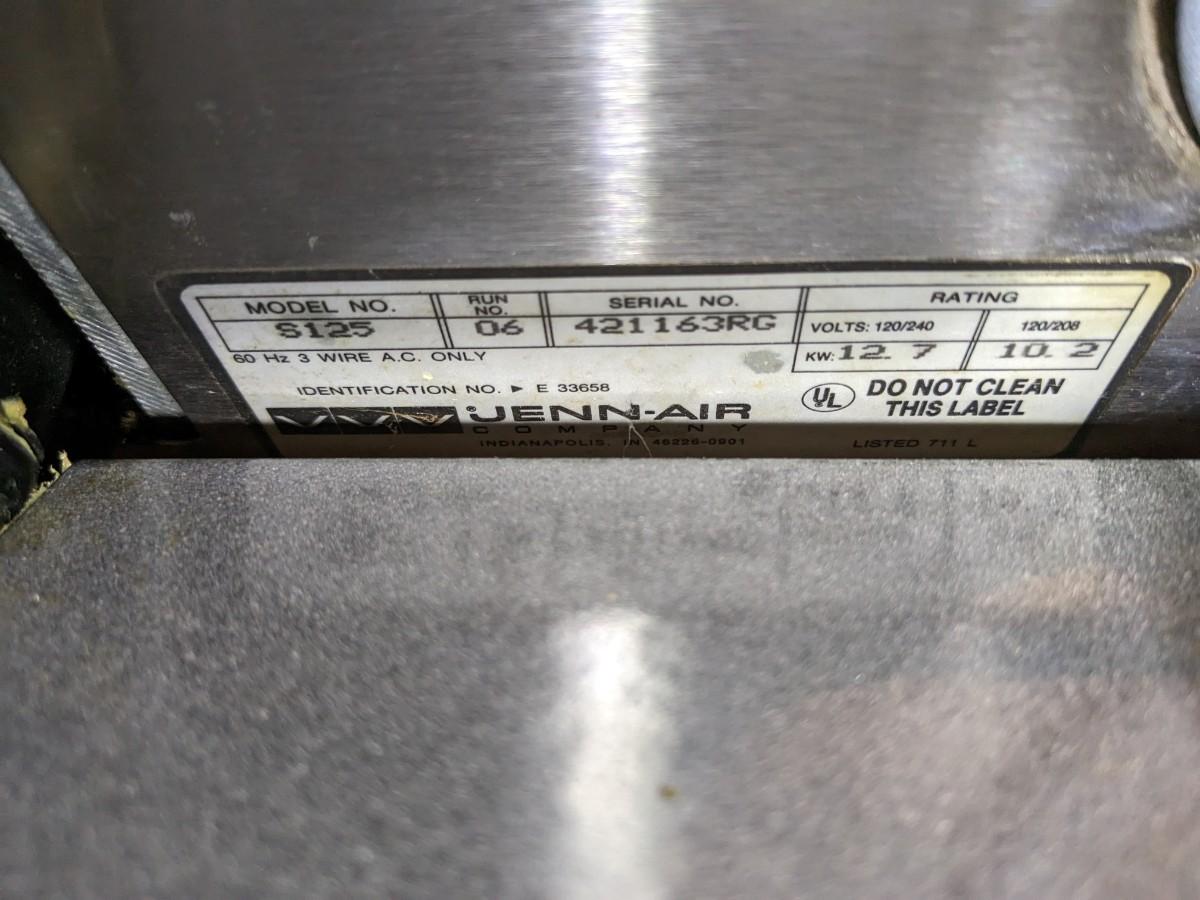 MODEL NO. RUN NO. SERIAL NO. RATING
S125 06 421163RG VOLTS: 120/240 120/208
60 Hz 3 WIRE A.C. ONLY KW: 12.7 10.2
IDENTIFICATION NO. ► E 33658
UL DO NOT CLEAN
THIS LABEL
JENN-AIR
COMPANY
INDIANAPOLIS, IN 46226-0901 LISTED 711 L